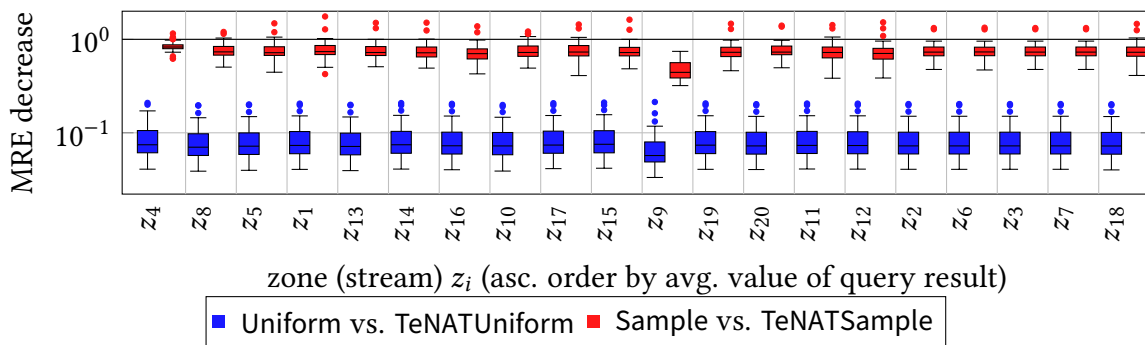 MRE decrease
10⁰
10⁻¹
z₄ z₈ z₅ z₁ z₁₃ z₁₄ z₁₆ z₁₀ z₁₇ z₁₅ z₉ z₁₉ z₂₀ z₁₁ z₁₂ z₂ z₆ z₃ z₇ z₁₈
zone (stream) zᵢ (asc. order by avg. value of query result)
Uniform vs. TeNATUniform Sample vs. TeNATSample